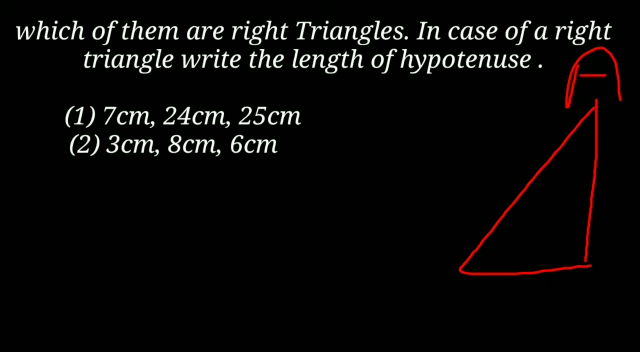 which of them are right Triangles. In case of a right
triangle write the length of hypotenuse .
(1) 7cm, 24cm, 25cm
(2) 3cm, 8cm, 6cm